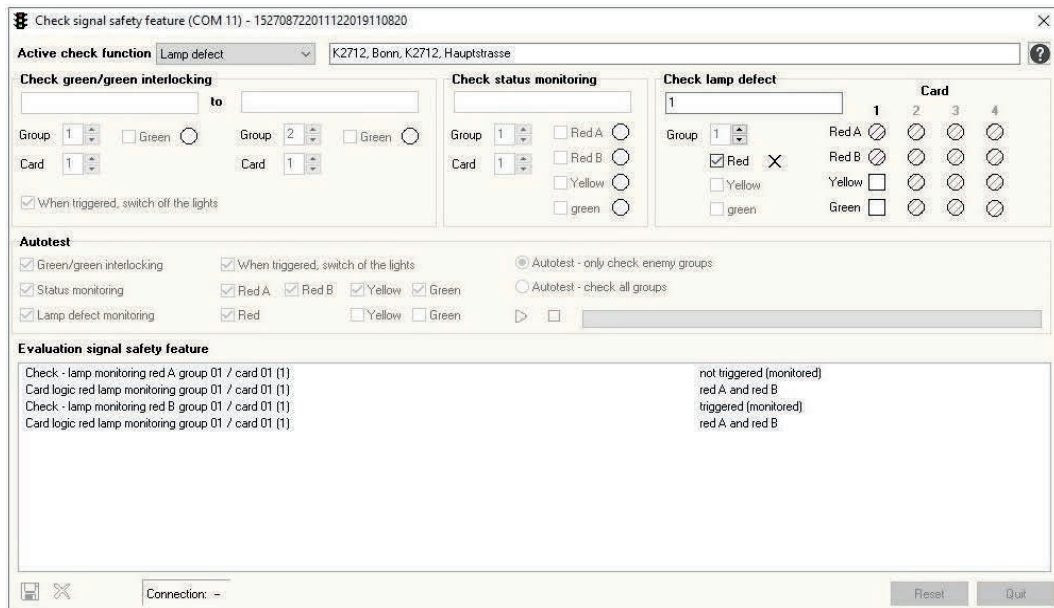 Check signal safety feature (COM 11) - 152708722011122019110820
Active check function Lamp defect K2712, Bonn, K2712, Hauptstrasse
Check green/green interlocking
to
Group 1 Green Group 2 Green
Card 1 Card 1
When triggered, switch off the lights
Check status monitoring
Group 1 Red A
Card 1 Red B
Yellow
green
Check lamp defect
1
Group 1
Red
Yellow
green
Card
1 2 3 4
Red A
Red B
Yellow
Green
Autotest
Green/green interlocking When triggered, switch of the lights Autotest - only check enemy groups
Status monitoring Red A Red B Yellow Green Autotest - check all groups
Lamp defect monitoring Red Yellow Green
Evaluation signal safety feature
Check - lamp monitoring red A group 01 / card 01 (1) not triggered (monitored)
Card logic red lamp monitoring group 01 / card 01 (1) red A and red B
Check - lamp monitoring red B group 01 / card 01 (1) triggered (monitored)
Card logic red lamp monitoring group 01 / card 01 (1) red A and red B
Connection: - Reset Quit